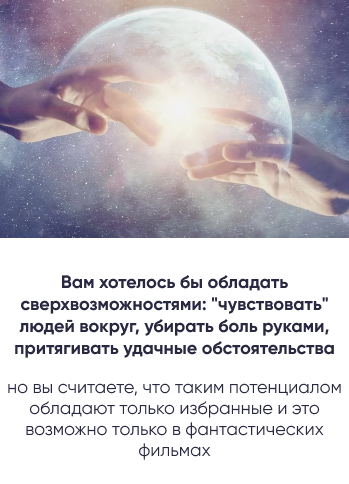 Вам хотелось бы обладать
сверхвозможностями: "чувствовать"
людей вокруг, убирать боль руками,
притягивать удачные обстоятельства
но вы считаете, что таким потенциалом
обладают только избранные и это
возможно только в фантастических
фильмах